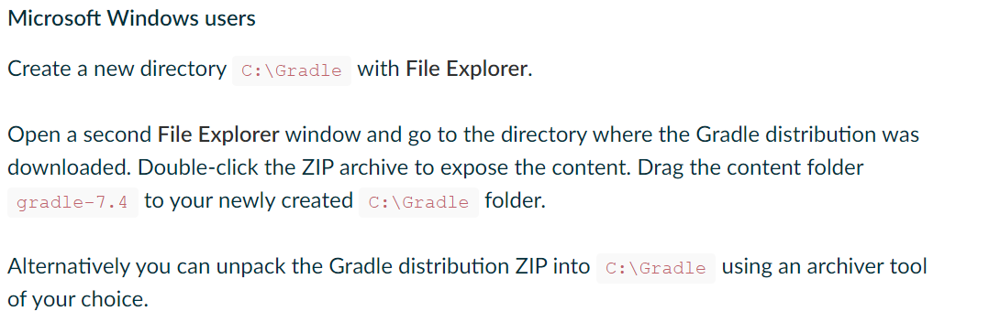 Microsoft Windows users
Create a new directory C:\Gradle with File Explorer.
Open a second File Explorer window and go to the directory where the Gradle distribution was
downloaded. Double-click the ZIP archive to expose the content. Drag the content folder
gradle-7.4 to your newly created C:\Gradle folder.
Alternatively you can unpack the Gradle distribution ZIP into C:\Gradle using an archiver tool
of your choice.